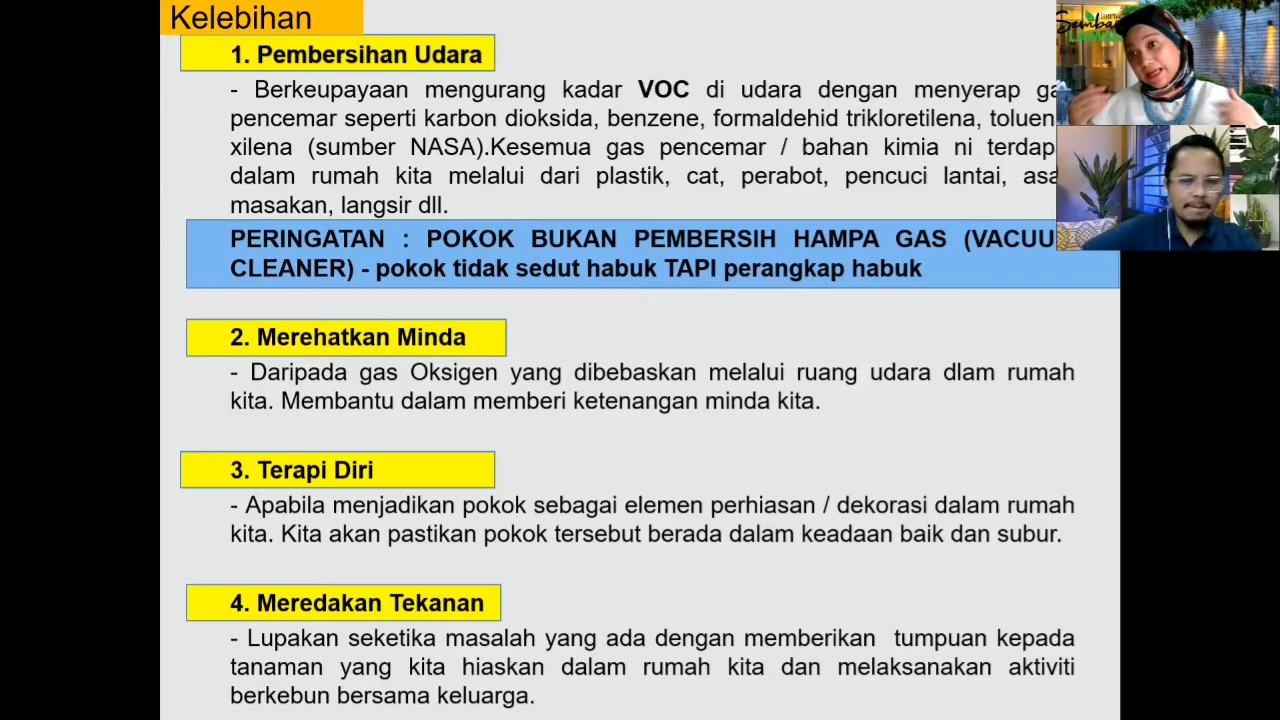 Kelebihan
1. Pembersihan Udara
- Berkeupayaan mengurang kadar VOC di udara dengan menyerap
pencemar seperti karbon dioksida, benzene, formaldehid trikloretilena,
xilena (sumber NASA).Kesemua gas pencemar / bahan kimia ni
dalam rumah kita melalui dari plastik, cat, perabot, pencuci lantai,
masakan, langsir dll.
PERINGATAN : POKOK BUKAN PEMBERSIH HAMPA GAS
CLEANER) - pokok tidak sedut habuk TAPI perangkap habuk
2. Merehatkan Minda
- Daripada gas Oksigen yang dibebaskan melalui ruang udara dlam rumah
kita. Membantu dalam memberi ketenangan minda kita.
3. Terapi Diri
- Apabila menjadikan pokok sebagai elemen perhiasan / dekorasi dalam rumah
kita. Kita akan pastikan pokok tersebut berada dalam keadaan baik dan subur.
4. Meredakan Tekanan
- Lupakan seketika masalah yang ada dengan memberikan tumpuan kepada
tanaman yang kita hiaskan dalam rumah kita dan melaksanakan aktiviti
berkebun bersama keluarga.